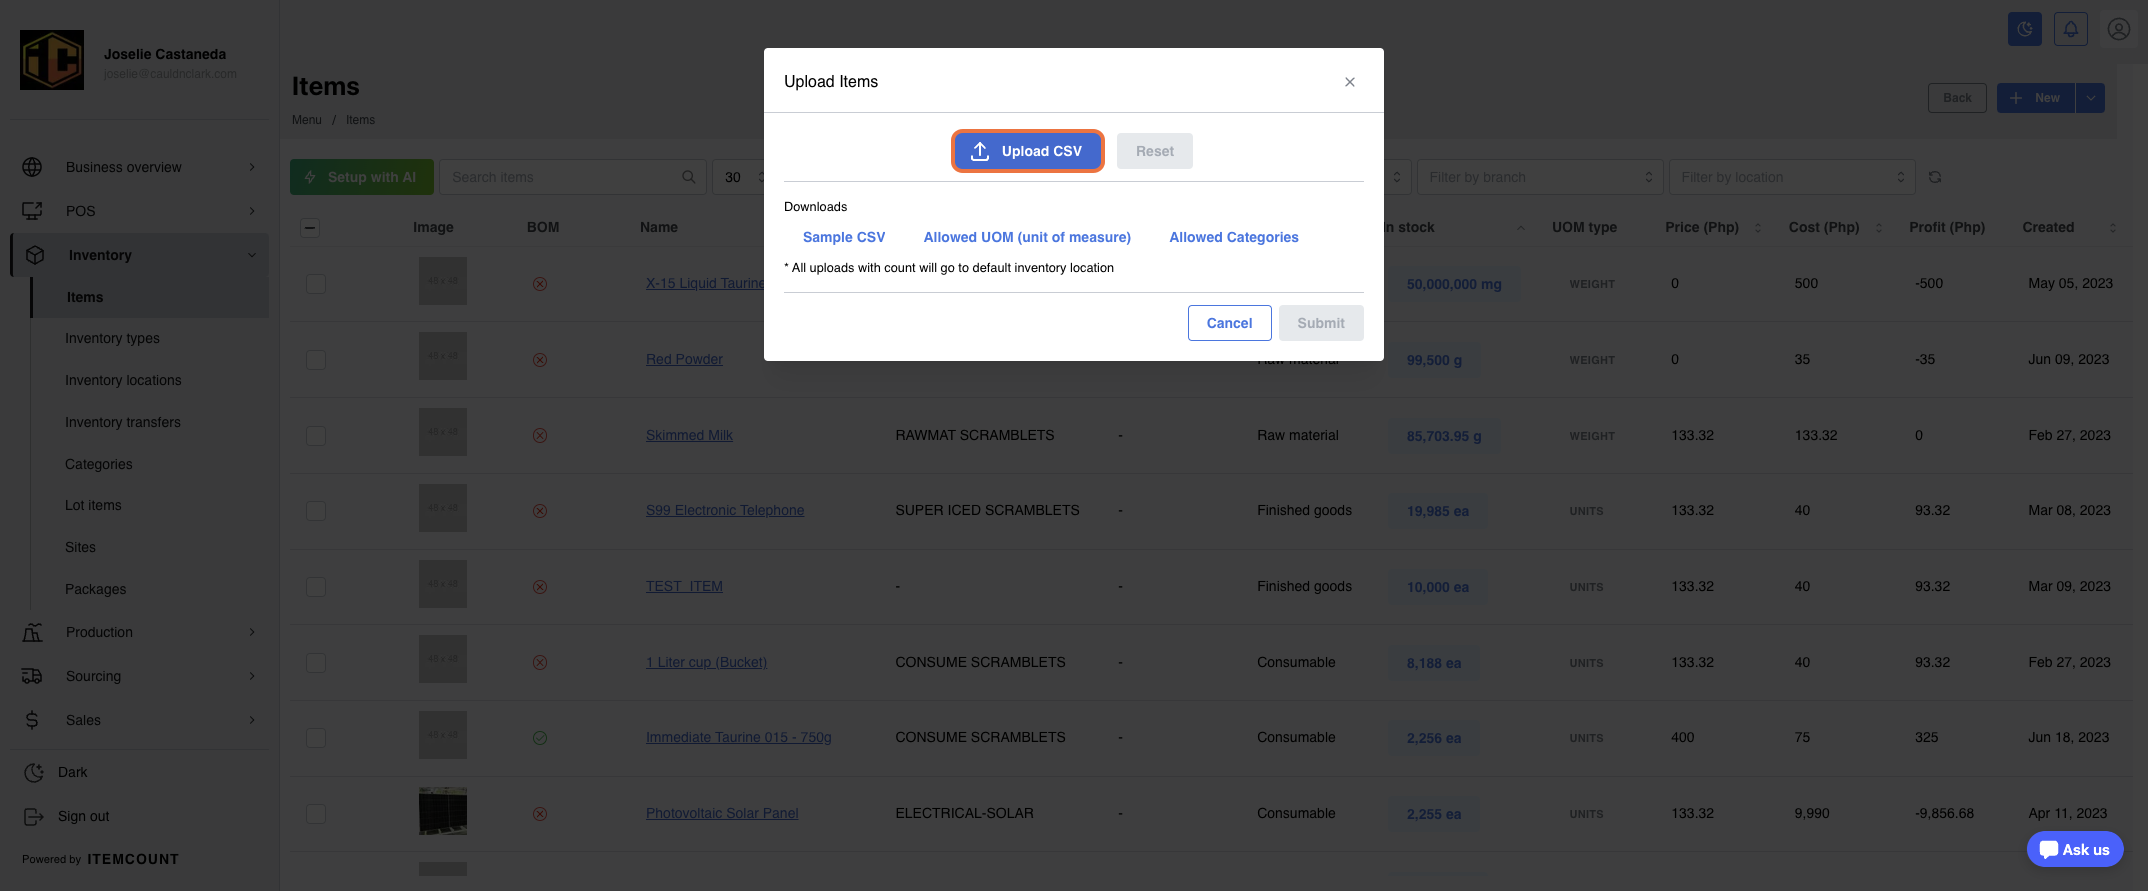 Joselie Castaneda
joselie@cauldnclark.com
Business overview
POS
Inventory
Items
Inventory types
Inventory locations
Inventory transfers
Categories
Lot items
Sites
Packages
Production
Sourcing
Sales
Dark
Sign out
Powered by ITEMCOUNT
Items
Menu / Items
Back
+ New
Setup with AI
Search items
30
Filter by branch
Filter by location
Upload Items
Upload CSV
Reset
Downloads
Sample CSV
Allowed UOM (unit of measure)
Allowed Categories
* All uploads with count will go to default inventory location
Cancel
Submit
Image BOM Name In stock UOM type Price (Php) Cost (Php) Profit (Php) Created
48 x 48 X-15 Liquid Taurine 50,000,000 mg WEIGHT 0 500 -500 May 05, 2023
48 x 48 Red Powder Raw material 99,500 g WEIGHT 0 35 -35 Jun 09, 2023
48 x 48 Skimmed Milk RAWMAT SCRAMBLETS - Raw material 85,703.95 g WEIGHT 133.32 133.32 0 Feb 27, 2023
48 x 48 S99 Electronic Telephone SUPER ICED SCRAMBLETS - Finished goods 19,985 ea UNITS 133.32 40 93.32 Mar 08, 2023
48 x 48 TEST_ITEM - - Finished goods 10,000 ea UNITS 133.32 40 93.32 Mar 09, 2023
48 x 48 1 Liter cup (Bucket) CONSUME SCRAMBLETS - Consumable 8,188 ea UNITS 133.32 40 93.32 Feb 27, 2023
48 x 48 Immediate Taurine 015 - 750g CONSUME SCRAMBLETS - Consumable 2,256 ea UNITS 400 75 325 Jun 18, 2023
Photovoltaic Solar Panel ELECTRICAL-SOLAR - Consumable 2,255 ea UNITS 133.32 9,990 -9,856.68 Apr 11, 2023
Ask us